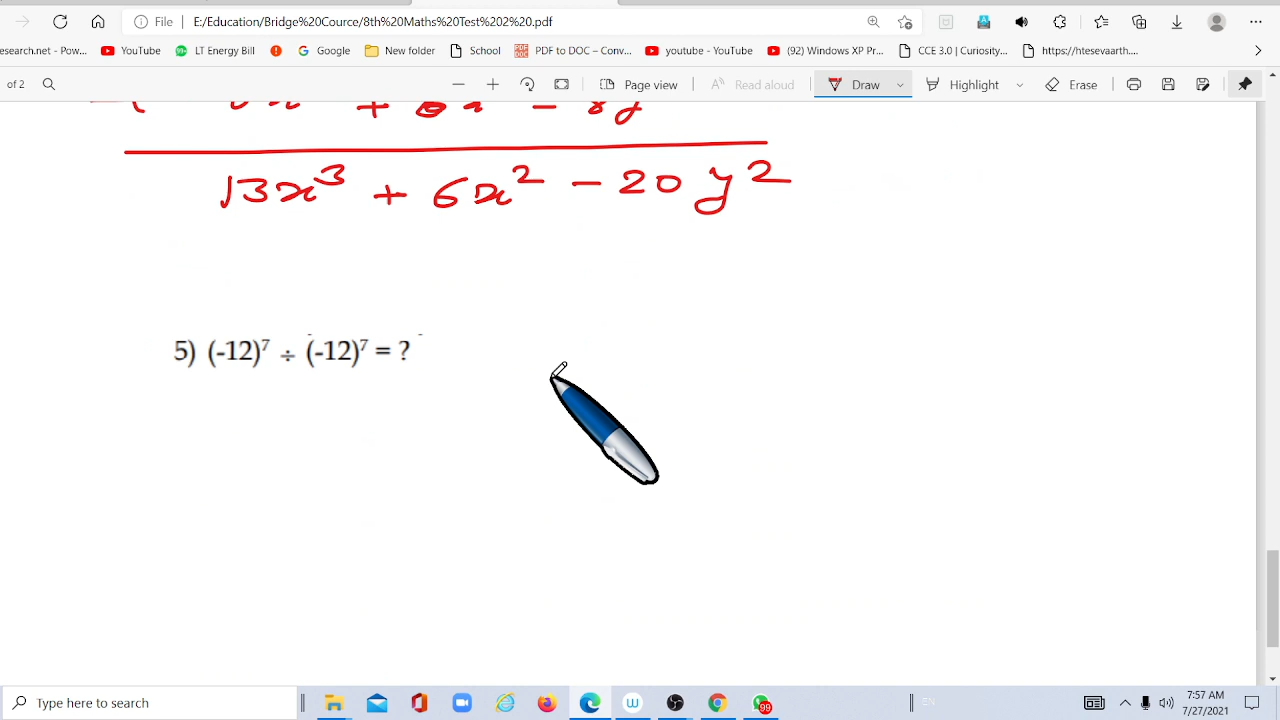 File E:/Education/Bridge%20Cource/8th%20Maths%20Test%202%20.pdf
esearch.net - Pow... YouTube LT Energy Bill Google New folder School PDF to DOC – Conv... youtube - YouTube (92) Windows XP Pr... CCE 3.0 | Curiosity... https://htesevaarth....
of 2 Page view Read aloud Draw Highlight Erase
13x³ + 6x² - 20y²
5) (-12)⁷ ÷ (-12)⁷ = ?
Type here to search 99 EN 7:57 AM
7/27/2021